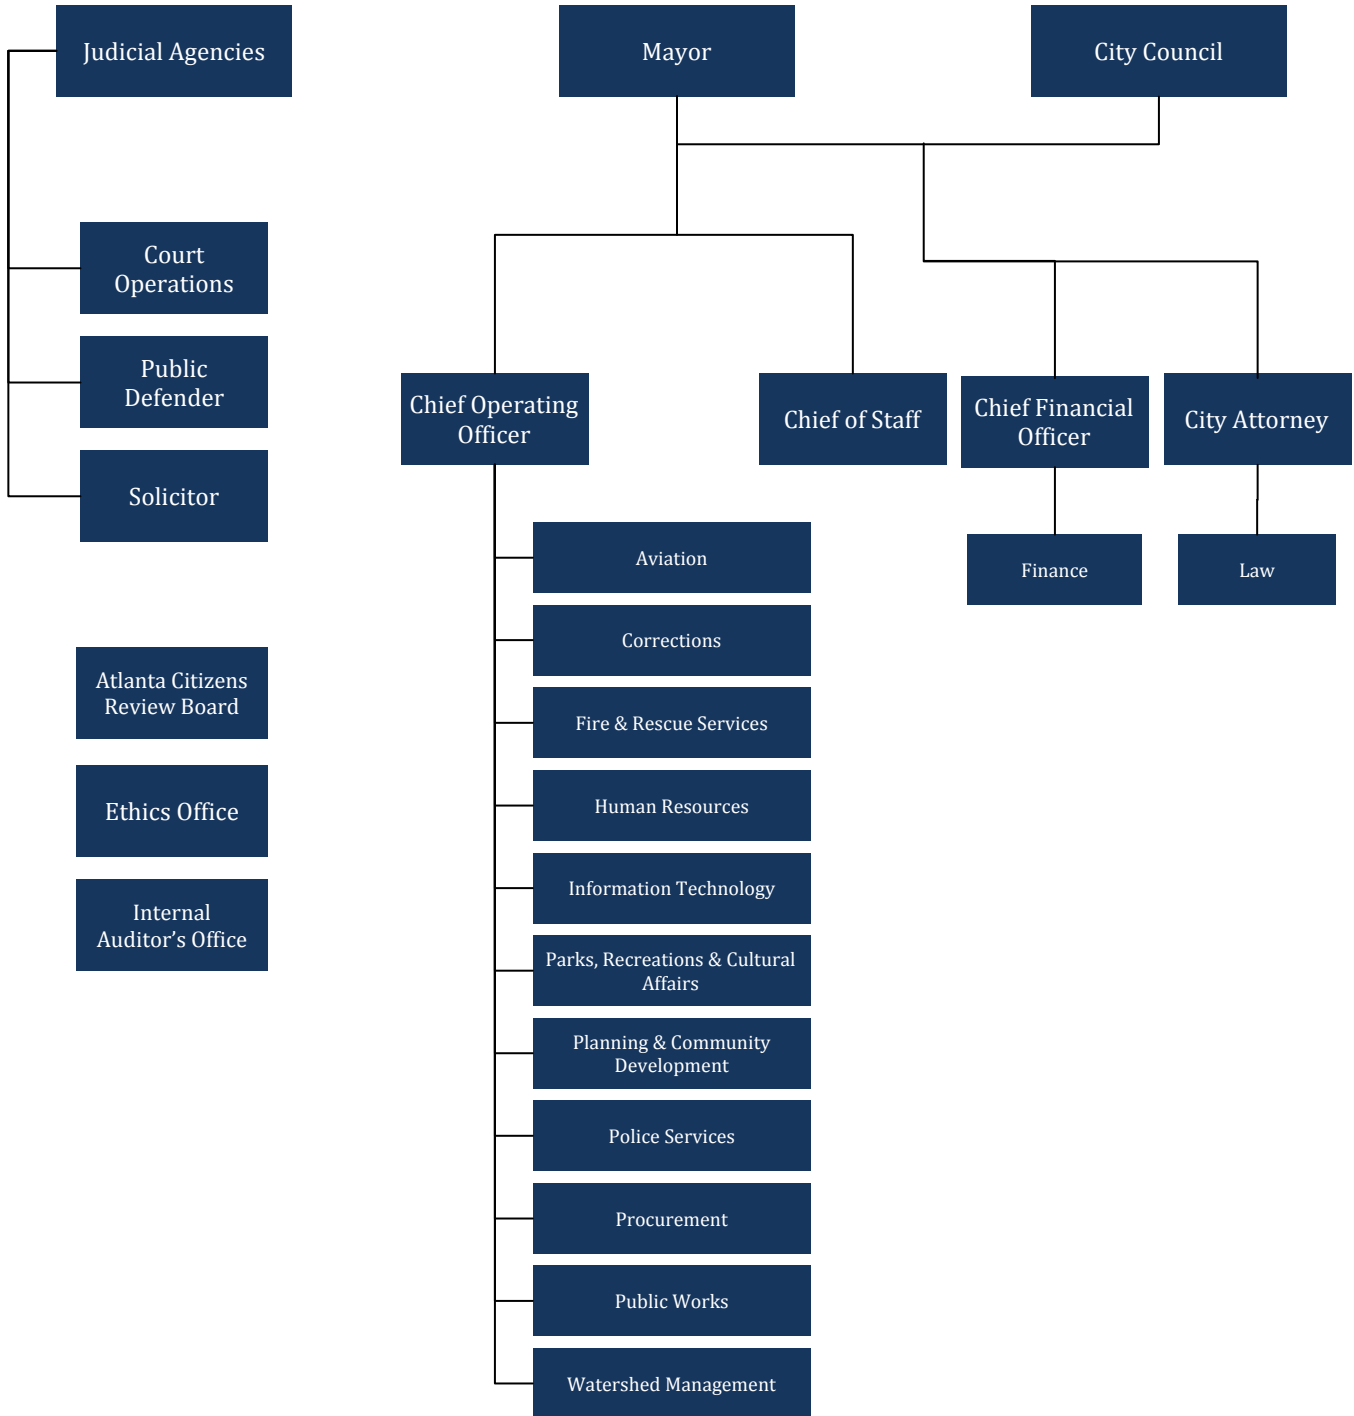 Judicial Agencies
Mayor
City Council
Court
Operations
Public
Defender
Solicitor
Atlanta Citizens
Review Board
Ethics Office
Internal
Auditor’s Office
Chief Operating
Officer
Chief of Staff
Chief Financial
Officer
City Attorney
Aviation
Corrections
Fire & Rescue Services
Human Resources
Information Technology
Parks, Recreations & Cultural
Affairs
Planning & Community
Development
Police Services
Procurement
Public Works
Watershed Management
Finance
Law